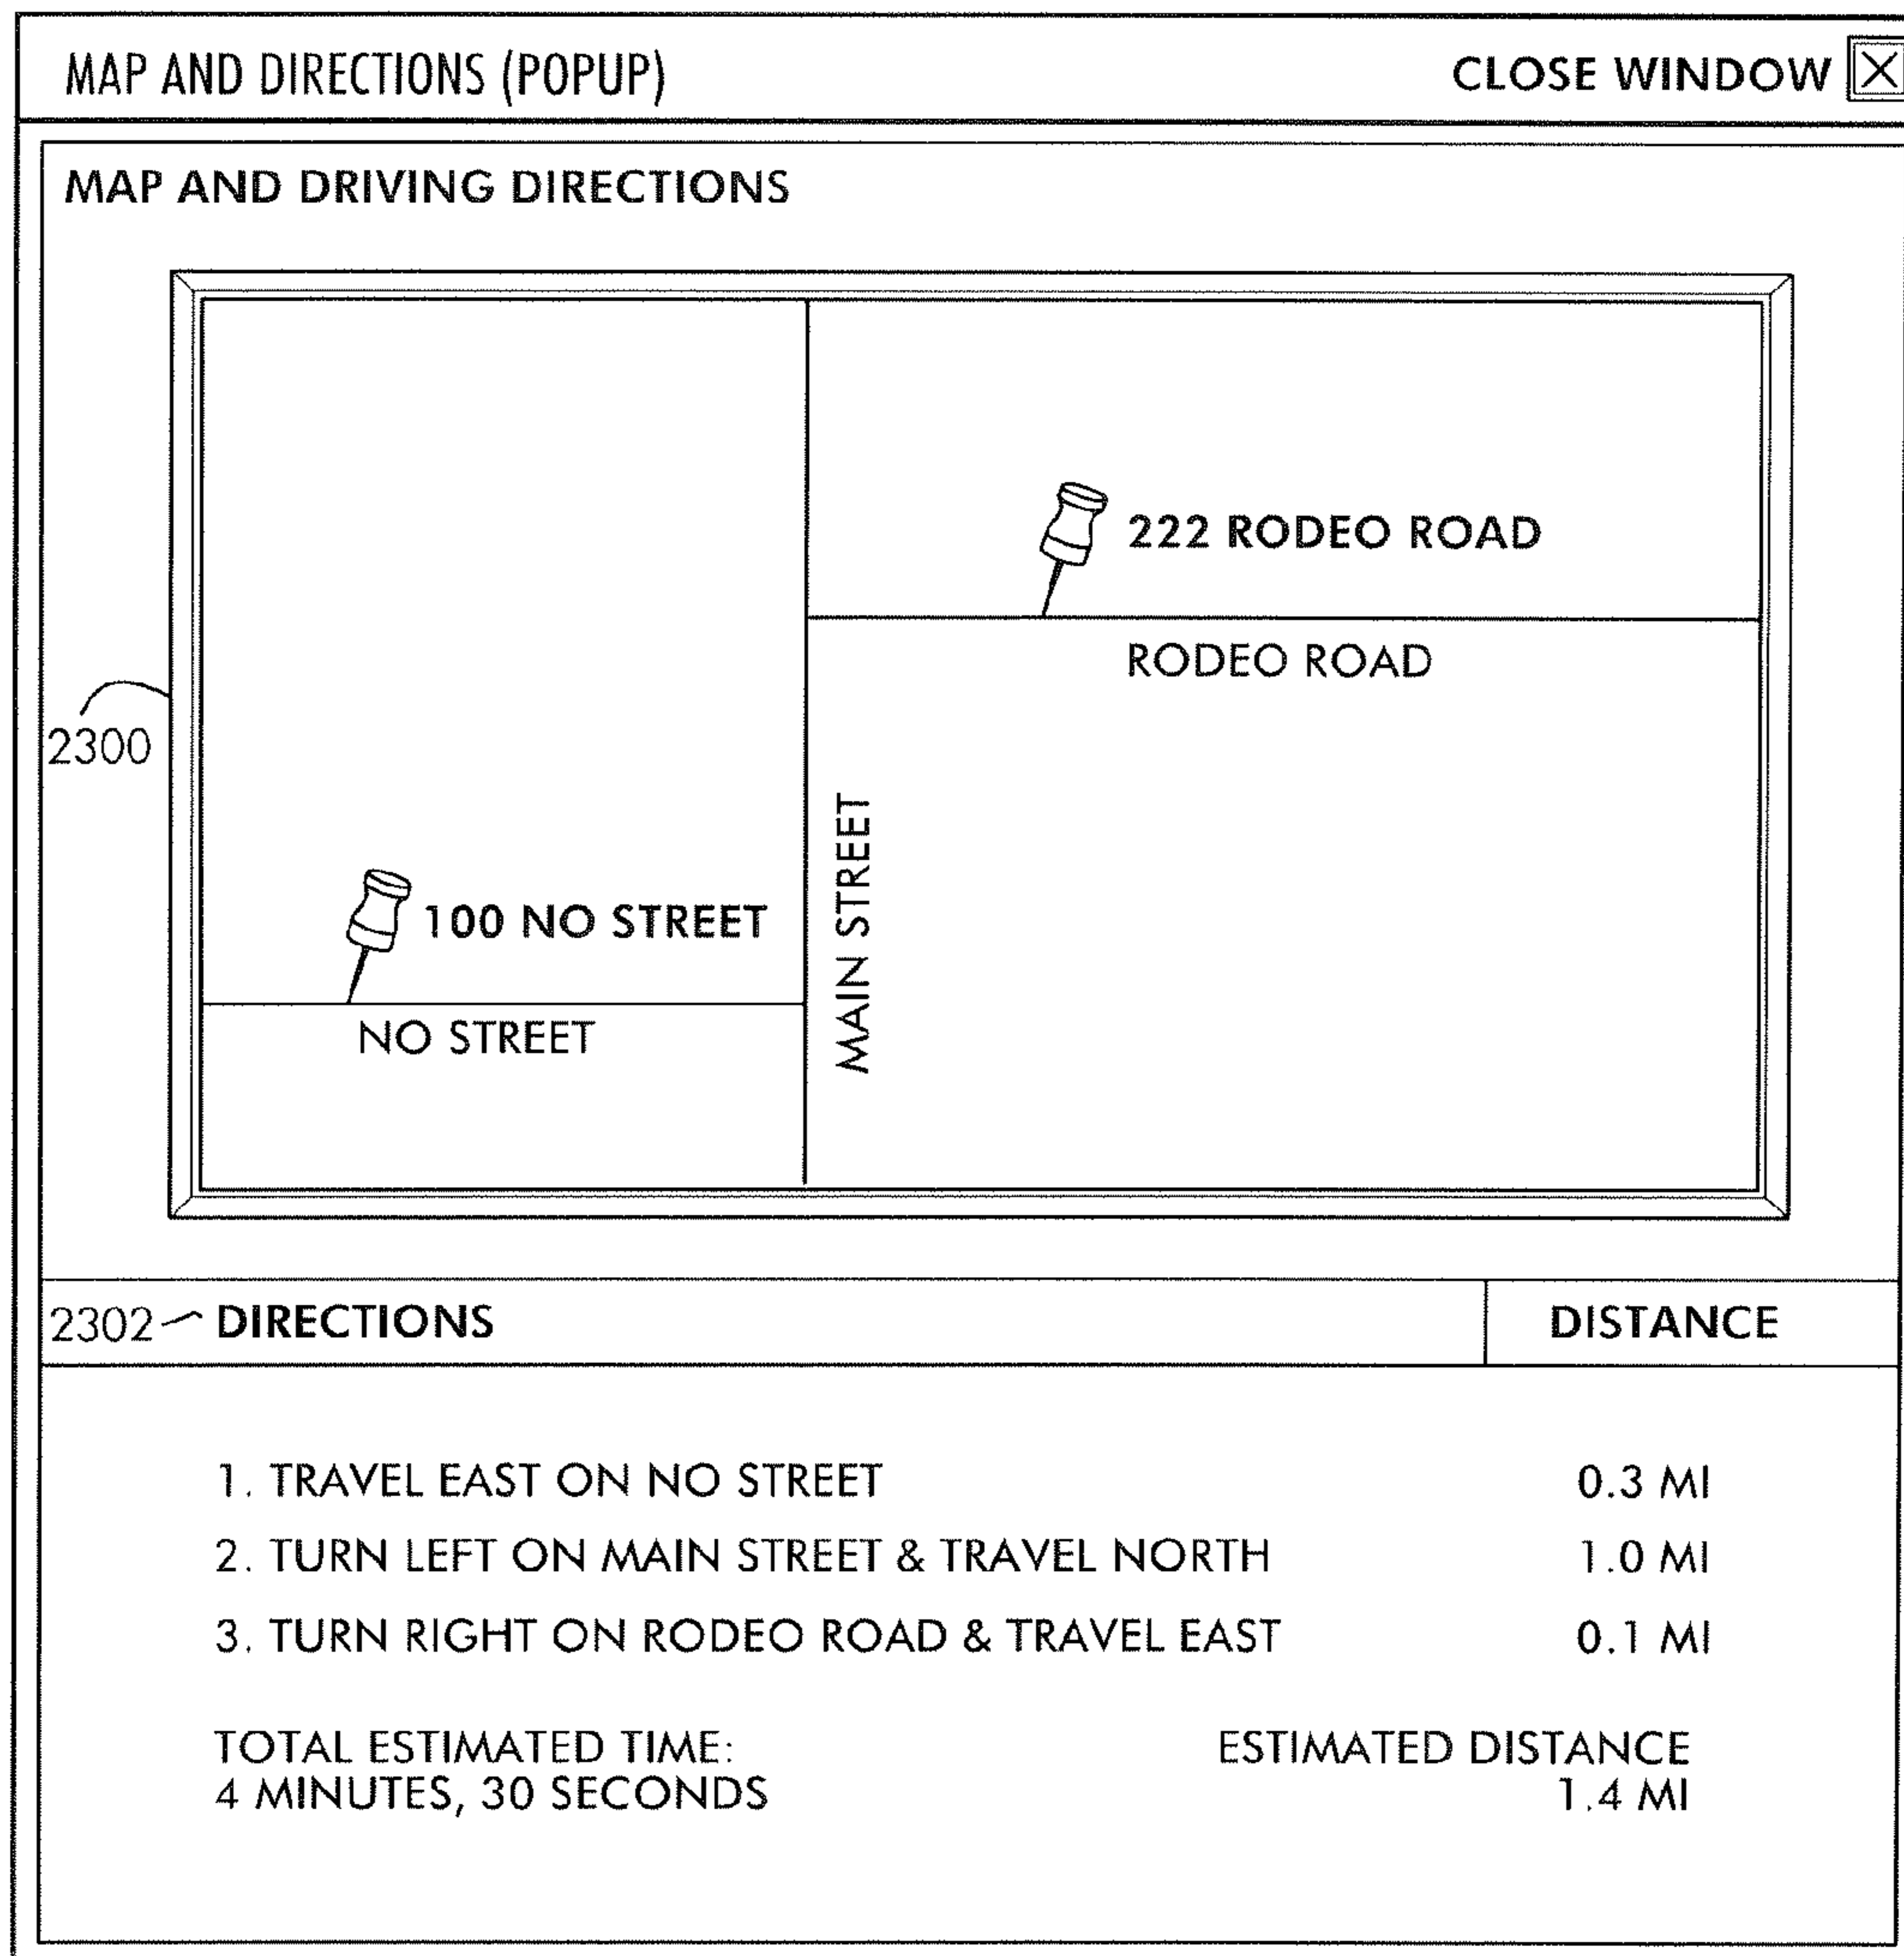 MAP AND DIRECTIONS (POPUP) CLOSE WINDOW
MAP AND DRIVING DIRECTIONS
222 RODEO ROAD
RODEO ROAD
2300
MAIN STREET
100 NO STREET
NO STREET
2302 DIRECTIONS DISTANCE
1. TRAVEL EAST ON NO STREET 0.3 MI
2. TURN LEFT ON MAIN STREET & TRAVEL NORTH 1.0 MI
3. TURN RIGHT ON RODEO ROAD & TRAVEL EAST 0.1 MI
TOTAL ESTIMATED TIME: ESTIMATED DISTANCE
4 MINUTES, 30 SECONDS 1.4 MI